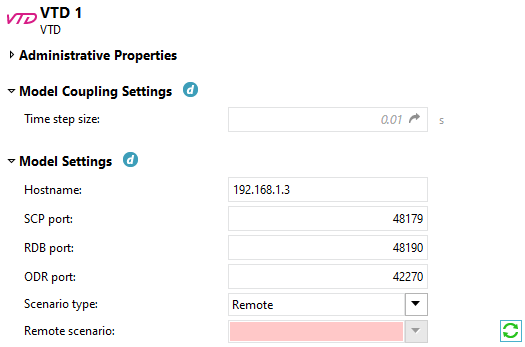 VTD VTD 1
VTD
Administrative Properties
Model Coupling Settings d
Time step size: 0.01 s
Model Settings d
Hostname: 192.168.1.3
SCP port: 48179
RDB port: 48190
ODR port: 42270
Scenario type: Remote
Remote scenario: